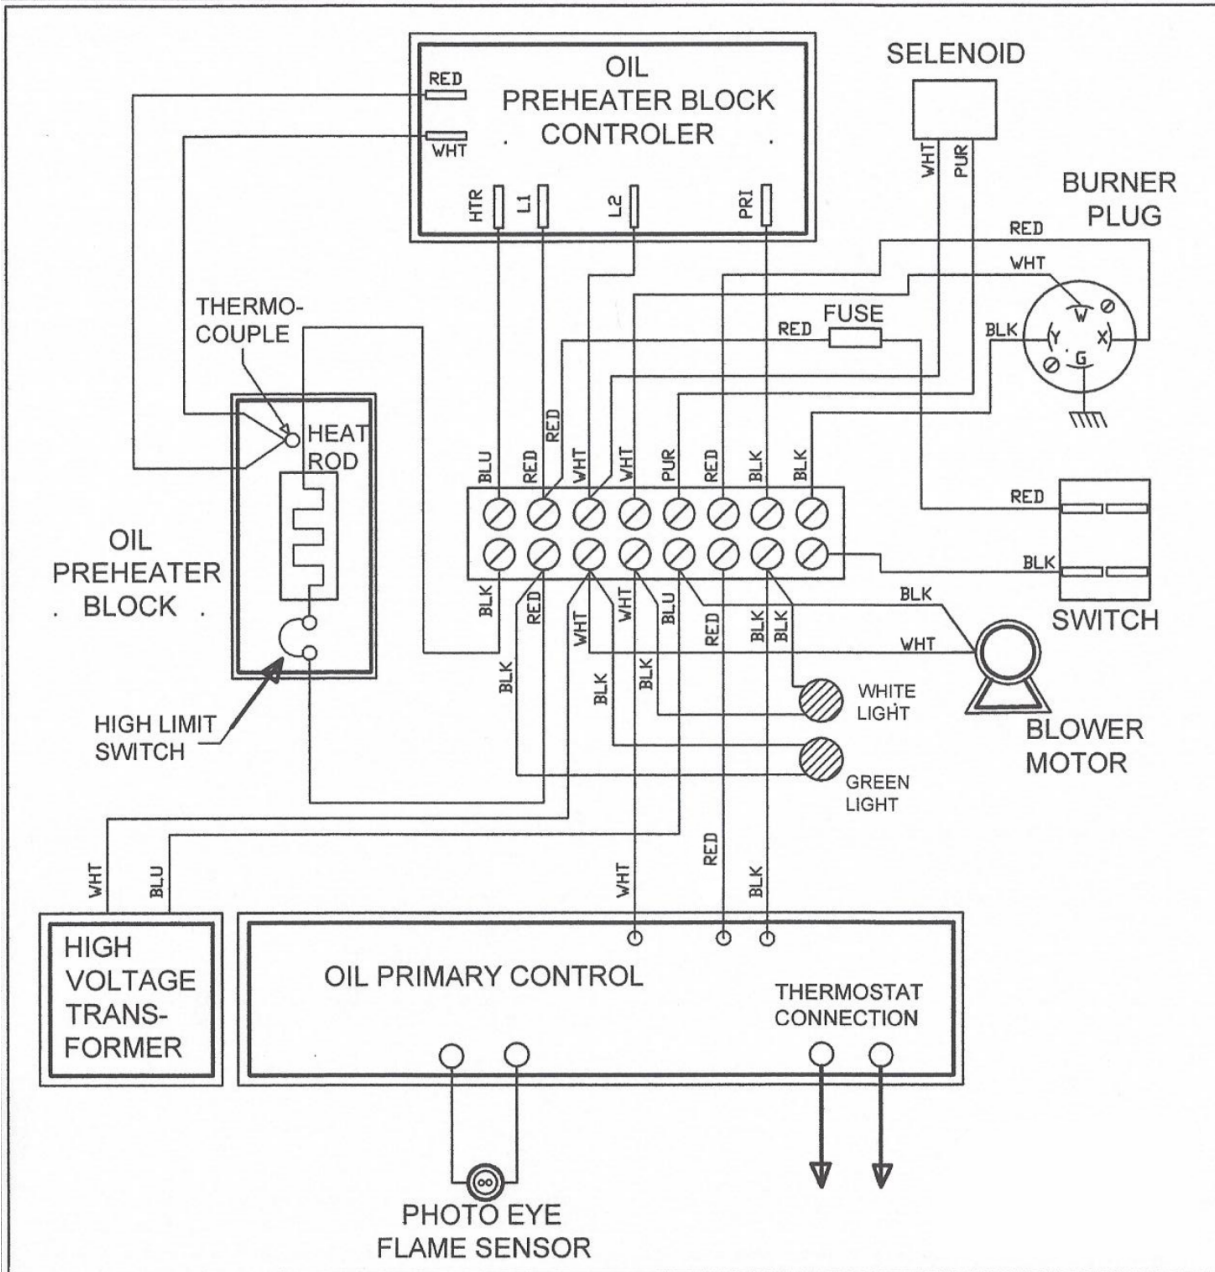 OIL
PREHEATER BLOCK
CONTROLER
RED
WHT
HTR
L1
L2
PRI
SELENOID
WHT
PUR
BURNER
PLUG
RED
WHT
BLK
W
Y
X
G
THERMO-
COUPLE
FUSE
RED
RED
HEAT
ROD
OIL
PREHEATER
BLOCK
HIGH LIMIT
SWITCH
BLU
RED
WHT
WHT
PUR
RED
BLK
BLK
RED
BLK
SWITCH
BLK
RED
WHT
WHT
BLU
RED
BLK
BLK
BLK
BLK
BLK
BLK
WHT
WHITE
LIGHT
GREEN
LIGHT
BLOWER
MOTOR
WHT
BLU
WHT
RED
BLK
HIGH
VOLTAGE
TRANS-
FORMER
OIL PRIMARY CONTROL
THERMOSTAT
CONNECTION
PHOTO EYE
FLAME SENSOR